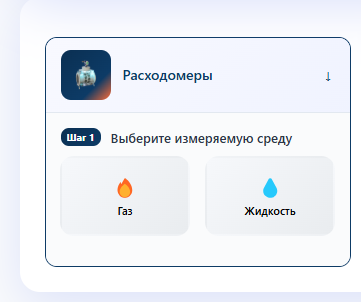 Расходомеры ↓
Шаг 1 Выберите измеряемую среду
Газ Жидкость